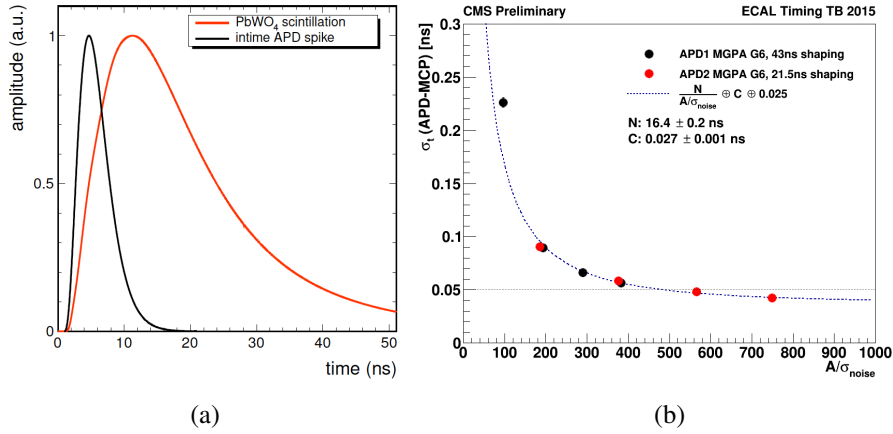 PbWO4 scintillation
intime APD spike
amplitude (a.u.)
1
0.5
0
0 10 20 30 40 50
time (ns)
(a)
CMS Preliminary ECAL Timing TB 2015
σt (APD-MCP) [ns]
0.3
0.25
0.2
0.15
0.1
0.05
0
APD1 MGPA G6, 43ns shaping
APD2 MGPA G6, 21.5ns shaping
N
A/σnoise ⊕ C ⊕ 0.025
N: 16.4 ± 0.2 ns
C: 0.027 ± 0.001 ns
0 100 200 300 400 500 600 700 800 900 1000
A/σnoise
(b)